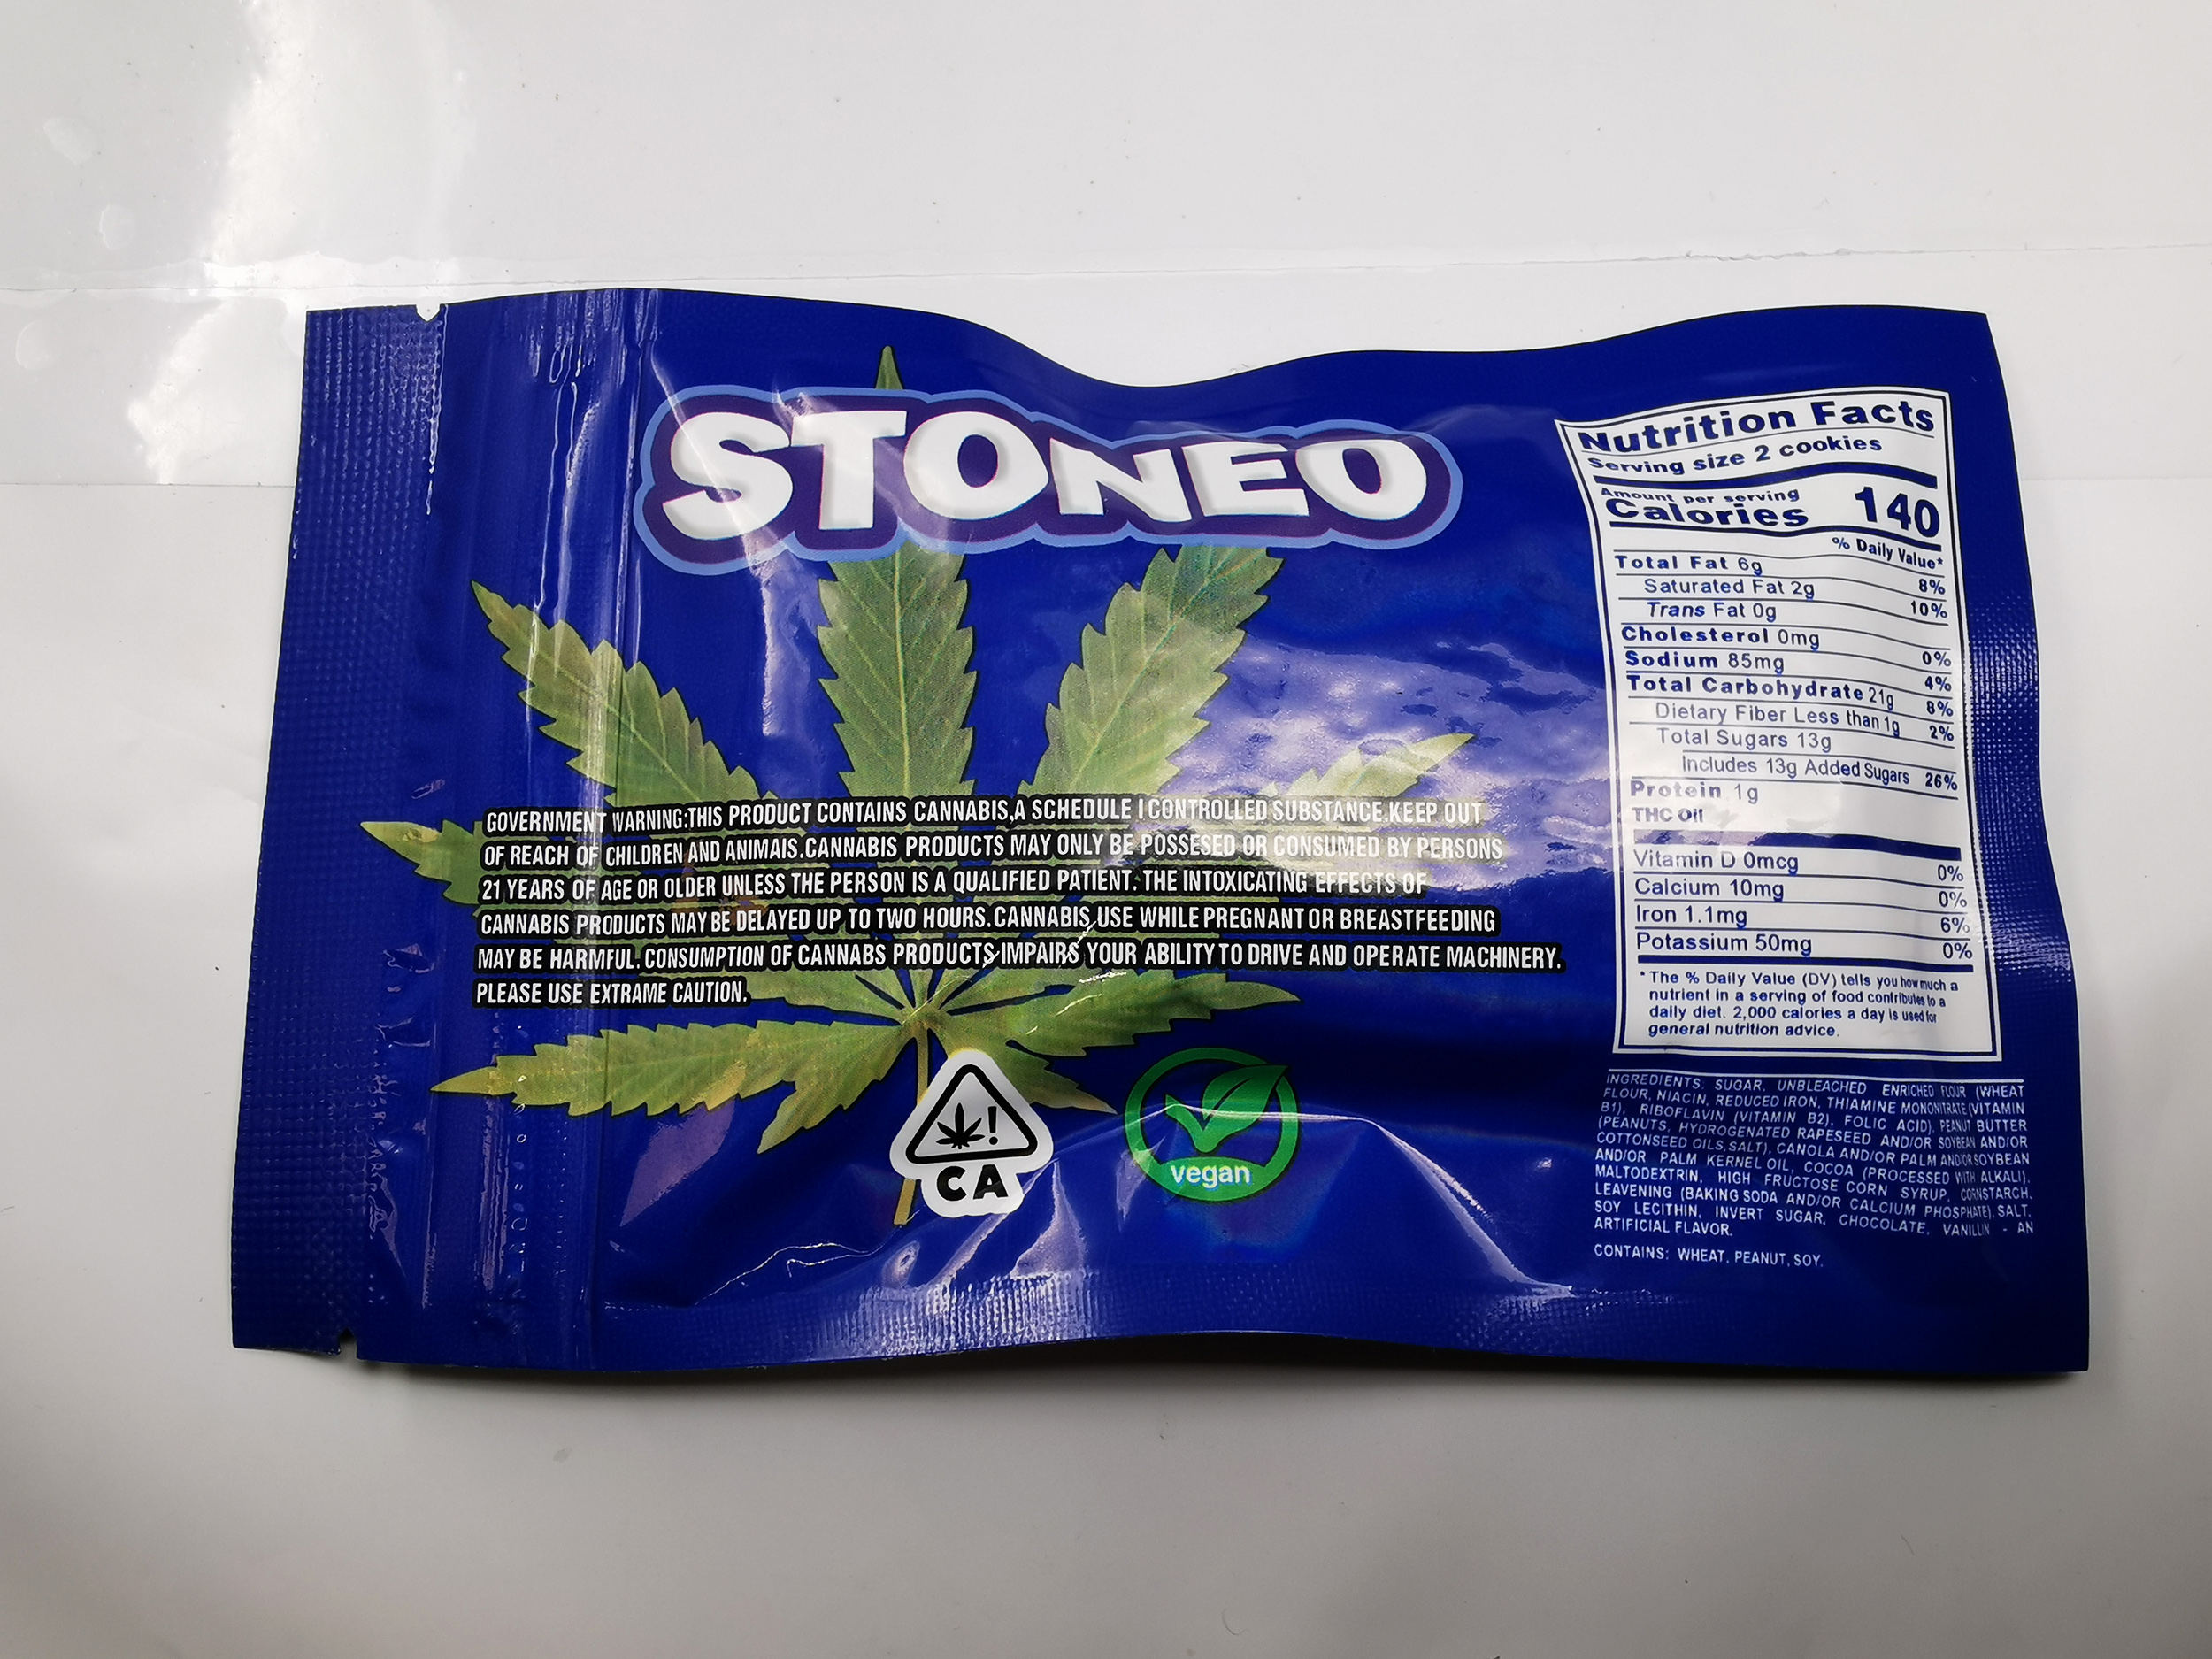 STONEO
GOVERNMENT WARNING:THIS PRODUCT CONTAINS CANNABIS,A SCHEDULE I CONTROLLED SUBSTANCE.KEEP OUT
OF REACH OF CHILDREN AND ANIMAIS.CANNABIS PRODUCTS MAY ONLY BE POSSESED OR CONSUMED BY PERSONS
21 YEARS OF AGE OR OLDER UNLESS THE PERSON IS A QUALIFIED PATIENT. THE INTOXICATING EFFECTS OF
CANNABIS PRODUCTS MAY BE DELAYED UP TO TWO HOURS.CANNABIS USE WHILE PREGNANT OR BREASTFEEDING
MAY BE HARMFUL. CONSUMPTION OF CANNABS PRODUCTS IMPAIRS YOUR ABILITY TO DRIVE AND OPERATE MACHINERY.
PLEASE USE EXTRAME CAUTION.
!
CA
vegan
Nutrition Facts
Serving size 2 cookies
Amount per serving
Calories 140
% Daily Value*
Total Fat 6g 8%
Saturated Fat 2g 10%
Trans Fat 0g
Cholesterol 0mg 0%
Sodium 85mg 4%
Total Carbohydrate 21g 8%
Dietary Fiber Less than 1g 2%
Total Sugars 13g
Includes 13g Added Sugars 26%
Protein 1g
THC Oil
Vitamin D 0mcg 0%
Calcium 10mg 0%
Iron 1.1mg 6%
Potassium 50mg 0%
* The % Daily Value (DV) tells you how much a
nutrient in a serving of food contributes to a
daily diet. 2,000 calories a day is used for
general nutrition advice.
INGREDIENTS. SUGAR, UNBLEACHED ENRICHED FLOUR (WHEAT
FLOUR, NIACIN, REDUCED IRON, THIAMINE MONONITRATE (VITAMIN
B1), RIBOFLAVIN (VITAMIN B2), FOLIC ACID). PEANUT BUTTER
(PEANUTS, HYDROGENATED RAPESEED AND/OR SOYBEAN AND/OR
COTTONSEED OILS,SALT). CANOLA AND/OR PALM AND/OR SOYBEAN
AND/OR PALM KERNEL OIL, COCOA (PROCESSED WITH ALKALI).
MALTODEXTRIN, HIGH FRUCTOSE CORN SYRUP, CORNSTARCH.
LEAVENING (BAKING SODA AND/OR CALCIUM PHOSPHATE). SALT,
SOY LECITHIN, INVERT SUGAR, CHOCOLATE, VANILLIN - AN
ARTIFICIAL FLAVOR.
CONTAINS: WHEAT, PEANUT, SOY.